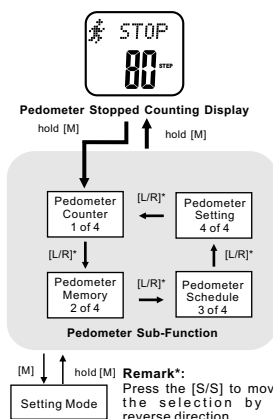 STOP
80 STEP
Pedometer Stopped Counting Display
hold [M]
hold [M]
Pedometer
Counter
1 of 4
[L/R]*
Pedometer
Setting
4 of 4
[L/R]*
[L/R]*
Pedometer
Memory
2 of 4
[L/R]*
Pedometer
Schedule
3 of 4
Pedometer Sub-Function
[M]
hold [M]
Setting Mode
Remark*:
Press the [S/S] to mov
the selection by
reverse direction